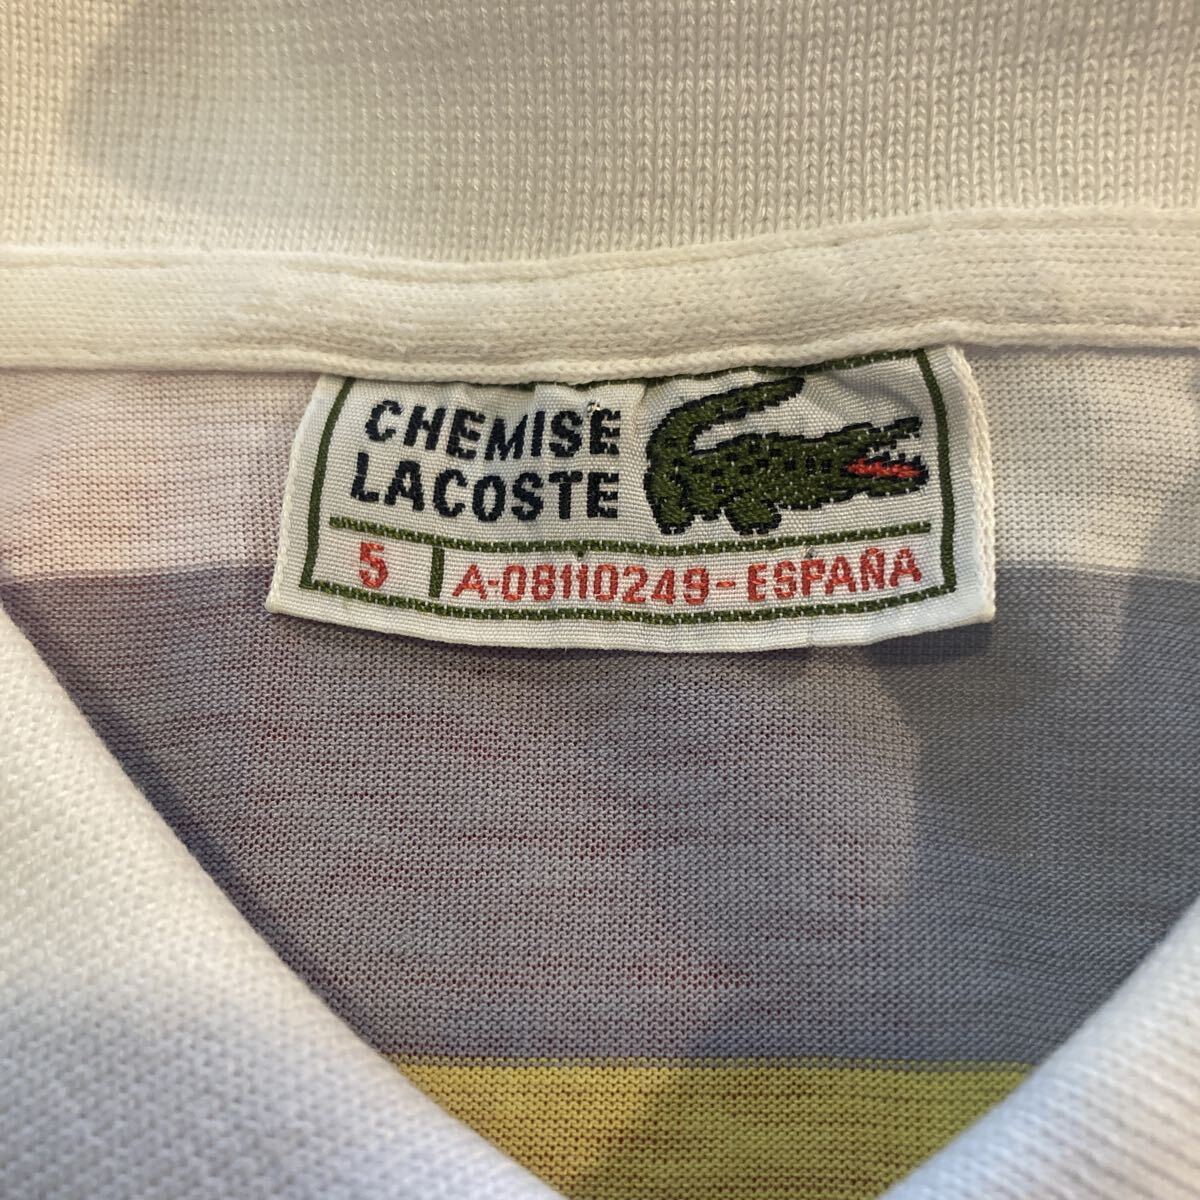 CHEMISE
LACOSTE
5 A-08110249-ESPAÑA